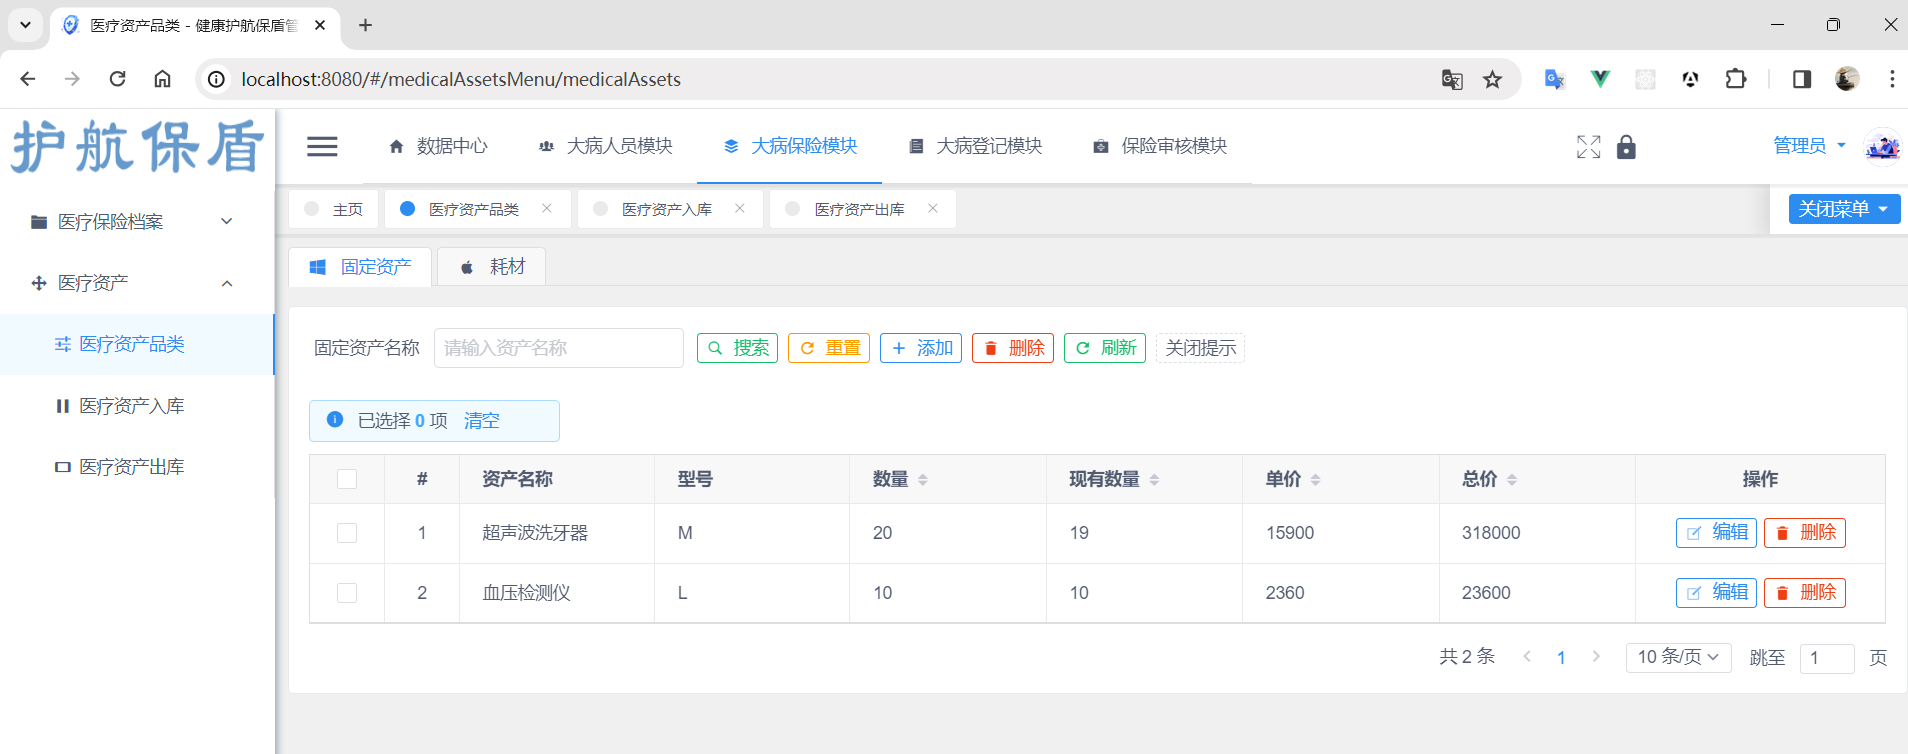 医疗资产品类 - 健康护航保盾管
localhost:8080/#/medicalAssetsMenu/medicalAssets
护航保盾
数据中心 大病人员模块 大病保险模块 大病登记模块 保险审核模块 管理员
主页 医疗资产品类 医疗资产入库 医疗资产出库 关闭菜单
医疗保险档案
医疗资产
医疗资产品类
医疗资产入库
医疗资产出库
固定资产 耗材
固定资产名称 请输入资产名称 搜索 重置 添加 删除 刷新 关闭提示
已选择 0 项 清空
# 资产名称 型号 数量 现有数量 单价 总价 操作
1 超声波洗牙器 M 20 19 15900 318000 编辑 删除
2 血压检测仪 L 10 10 2360 23600 编辑 删除
共 2 条 1 10 条/页 跳至 1 页